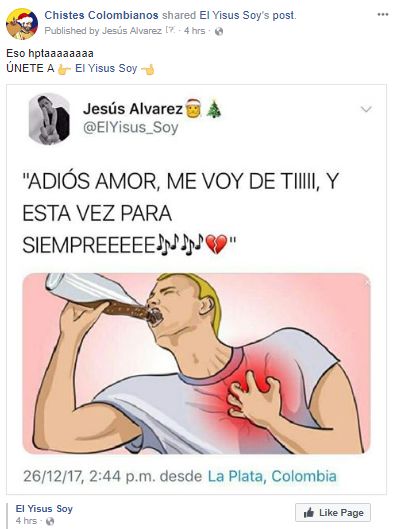 Chistes Colombianos shared El Yisus Soy's post.
Published by Jesús Alvarez [?] · 4 hrs ·
Eso hptaaaaaaaa
ÚNETE A 👉 El Yisus Soy 👈
Jesús Alvarez🎅🌲
@ElYisus_Soy
"ADIÓS AMOR, ME VOY DE TIIIII, Y
ESTA VEZ PARA
SIEMPREEEEE🎶🎶💔"
26/12/17, 2:44 p.m. desde La Plata, Colombia
El Yisus Soy
4 hrs ·
Like Page